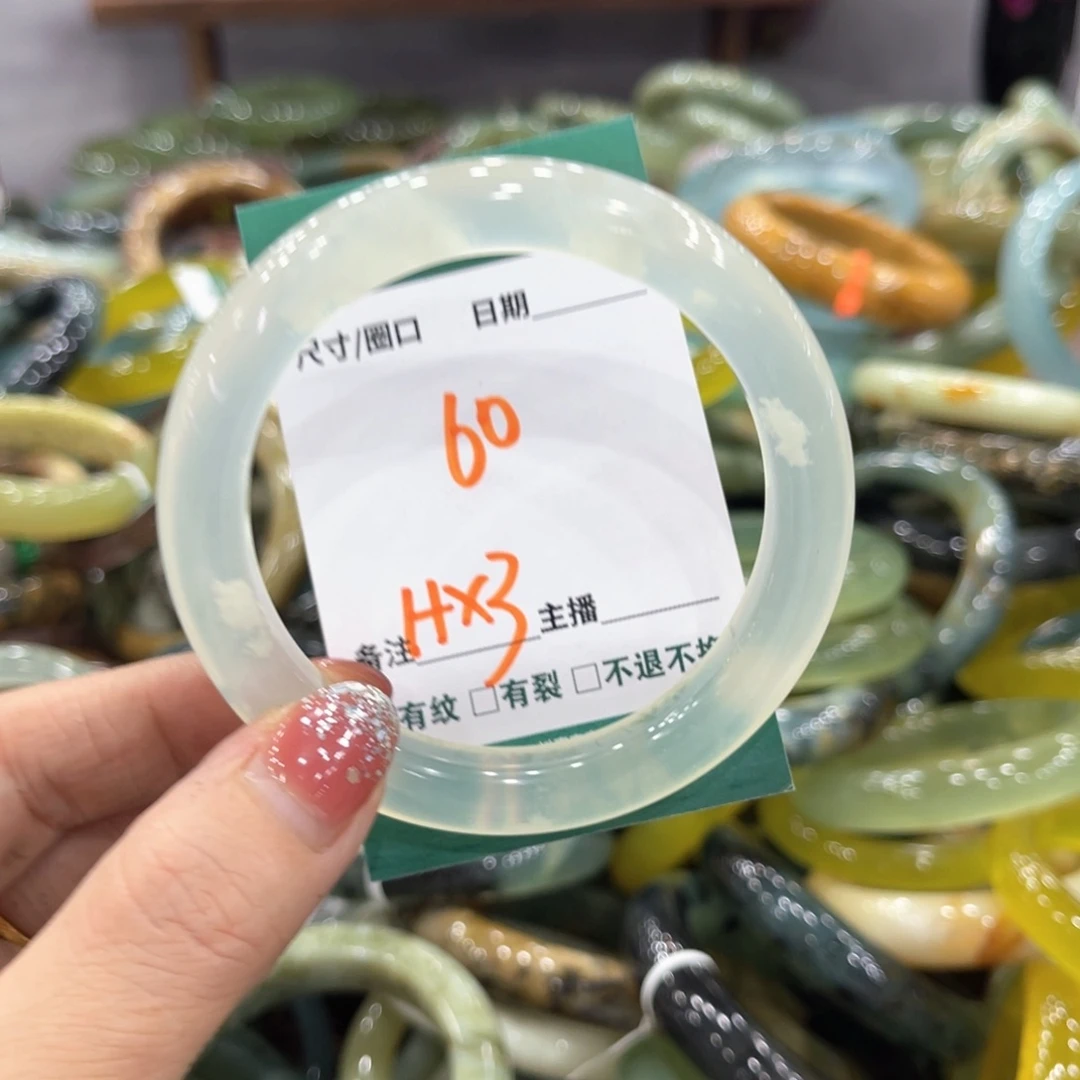 尺寸/圈口 日期
60
HX3
备注 主播
有纹 □有裂 □不退不换